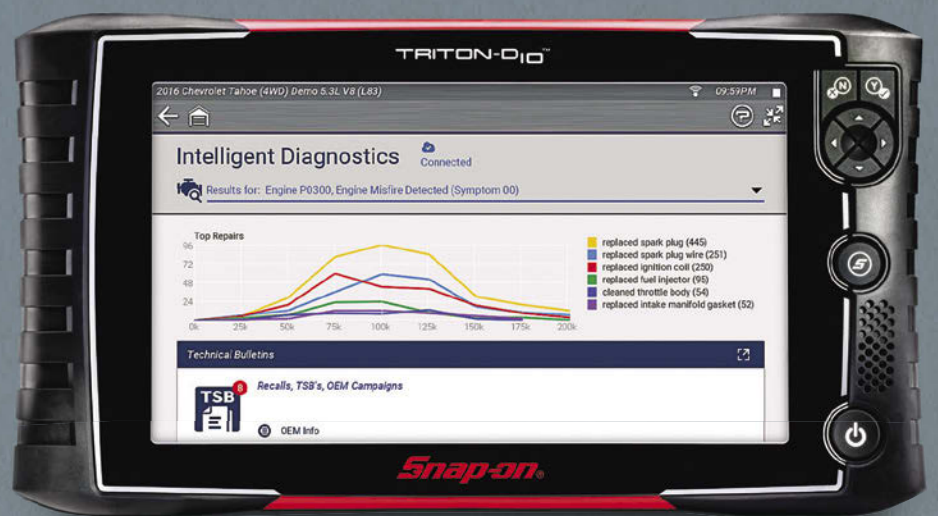 TRITON-D10™
2016 Chevrolet Tahoe (4WD) Demo 5.3L V8 (L83) 09:59PM
N Y
Intelligent Diagnostics Connected
Results for: Engine P0300, Engine Misfire Detected (Symptom 00)
Top Repairs
96
72
48
24
0k 25k 50k 75k 100k 125k 150k 175k 200k
replaced spark plug (445)
replaced spark plug wire (251)
replaced ignition coil (250)
replaced fuel injector (95)
cleaned throttle body (54)
replaced intake manifold gasket (52)
S
Technical Bulletins
8
TSB
Recalls, TSB's, OEM Campaigns
OEM Info
Snap-on®